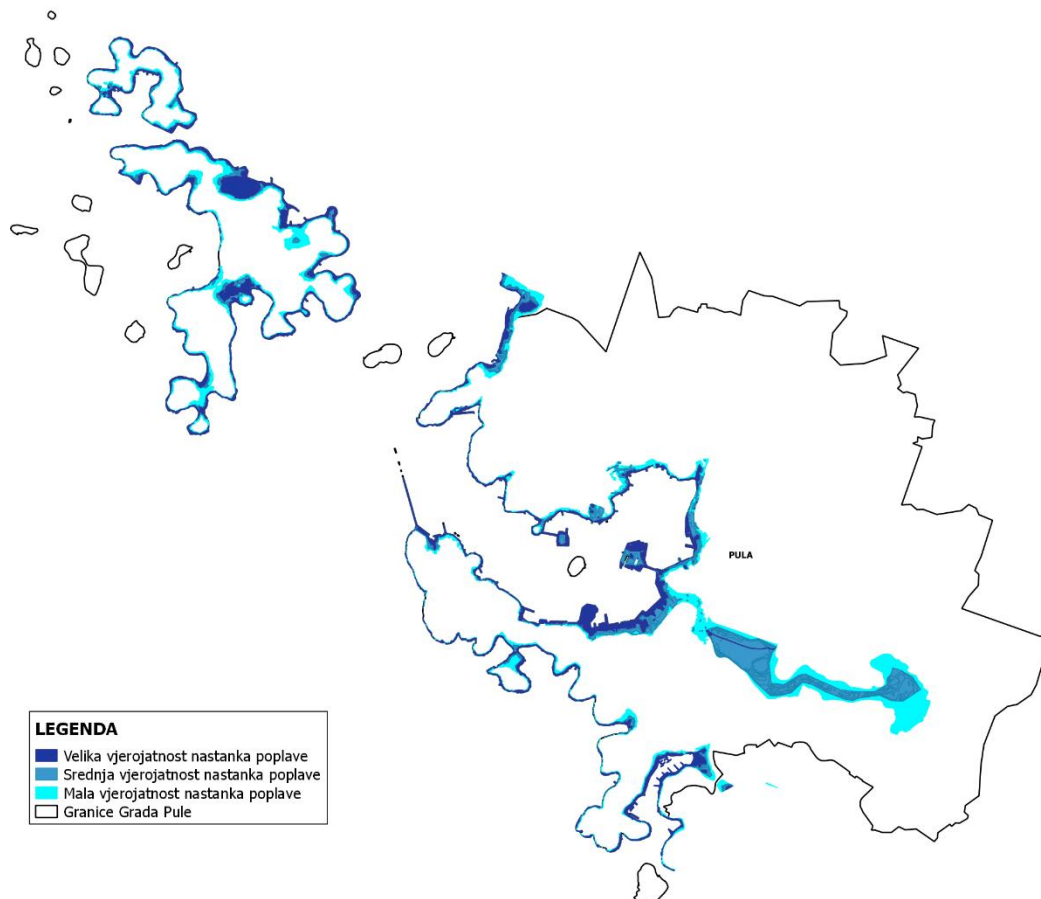 PULA
LEGENDA
Velika vjerojatnost nastanka poplave
Srednja vjerojatnost nastanka poplave
Mala vjerojatnost nastanka poplave
Granice Grada Pule